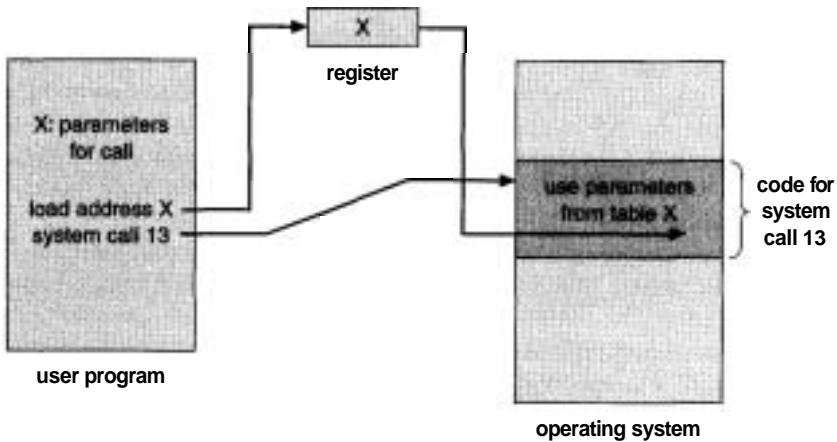 X
register
X: parameters
for call
load address X
system call 13
use parameters
from table X
code for
system
call 13
user program
operating system